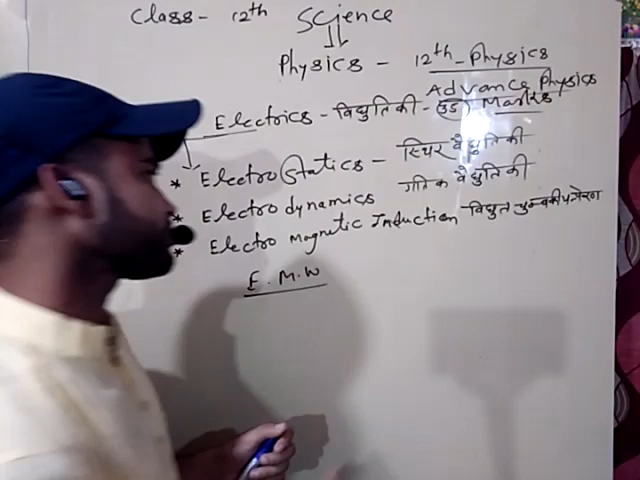 Class - 12th Science
Physics - 12th - Physics
Advance Physics
Electrics - विद्युतिकी - 35 Marks
* Electro Statics - स्थिर वैद्युतिकी
* Electro dynamics गतिक वैद्युतिकी
* Electro magnetic Induction - विद्युत चुम्बकीय प्रेरण
E.M.W